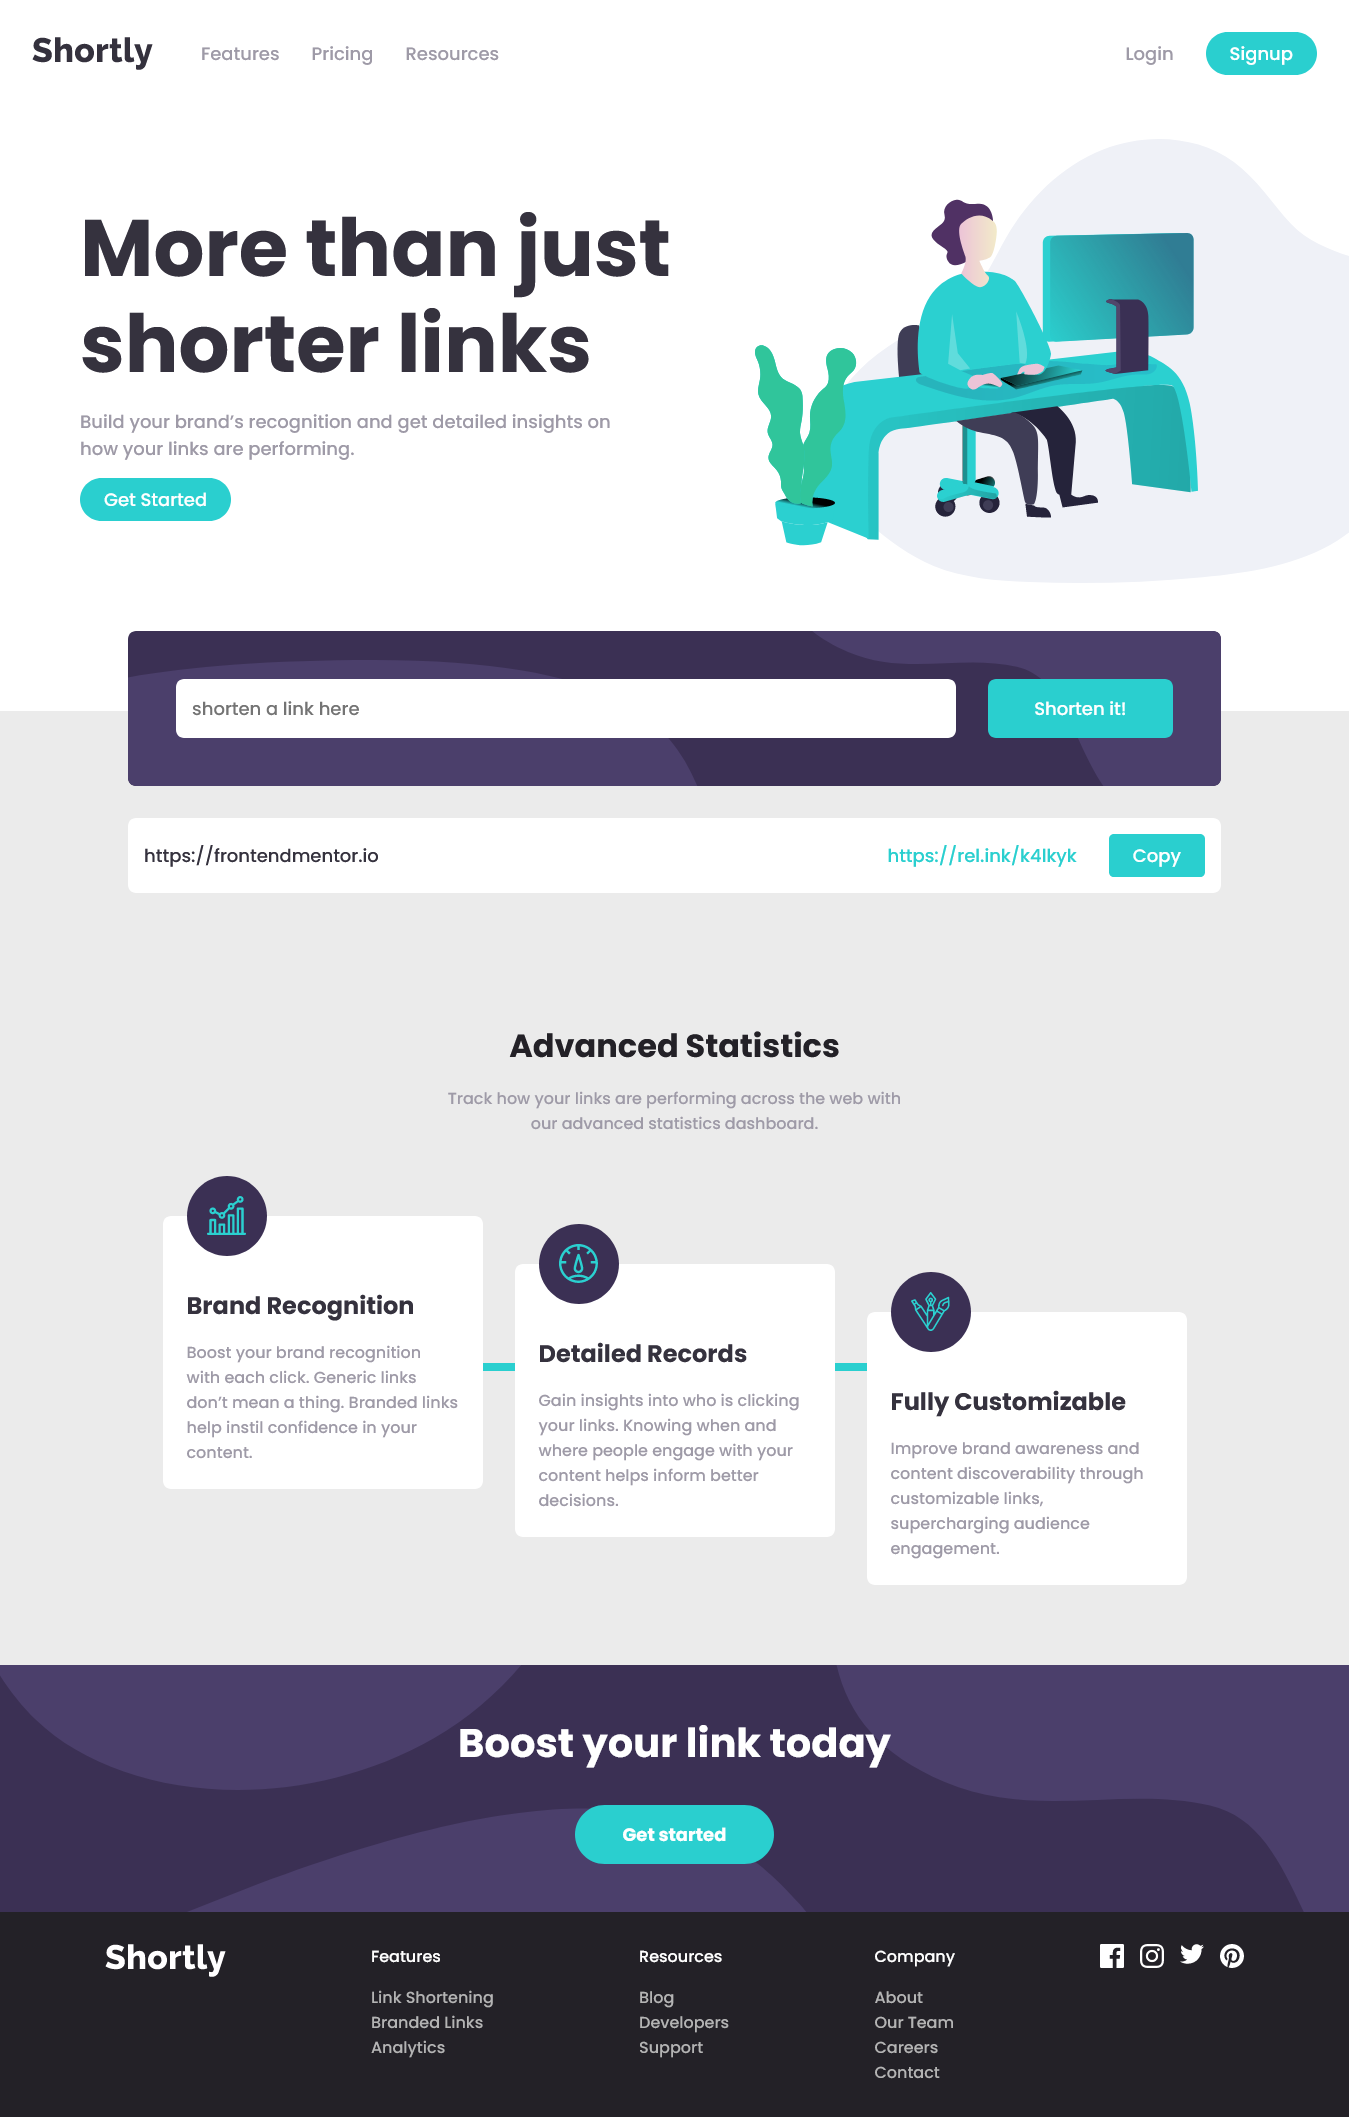 Shortly
Features
Pricing
Resources
Login
Signup
More than just
shorter links
Build your brand’s recognition and get detailed insights on
how your links are performing.
Get Started
shorten a link here
Shorten it!
https://frontendmentor.io
https://rel.ink/k4lkyk
Copy
Advanced Statistics
Track how your links are performing across the web with
our advanced statistics dashboard.
Brand Recognition
Boost your brand recognition
with each click. Generic links
don’t mean a thing. Branded links
help instil confidence in your
content.
Detailed Records
Gain insights into who is clicking
your links. Knowing when and
where people engage with your
content helps inform better
decisions.
Fully Customizable
Improve brand awareness and
content discoverability through
customizable links,
supercharging audience
engagement.
Boost your link today
Get started
Shortly
Features
Link Shortening
Branded Links
Analytics
Resources
Blog
Developers
Support
Company
About
Our Team
Careers
Contact